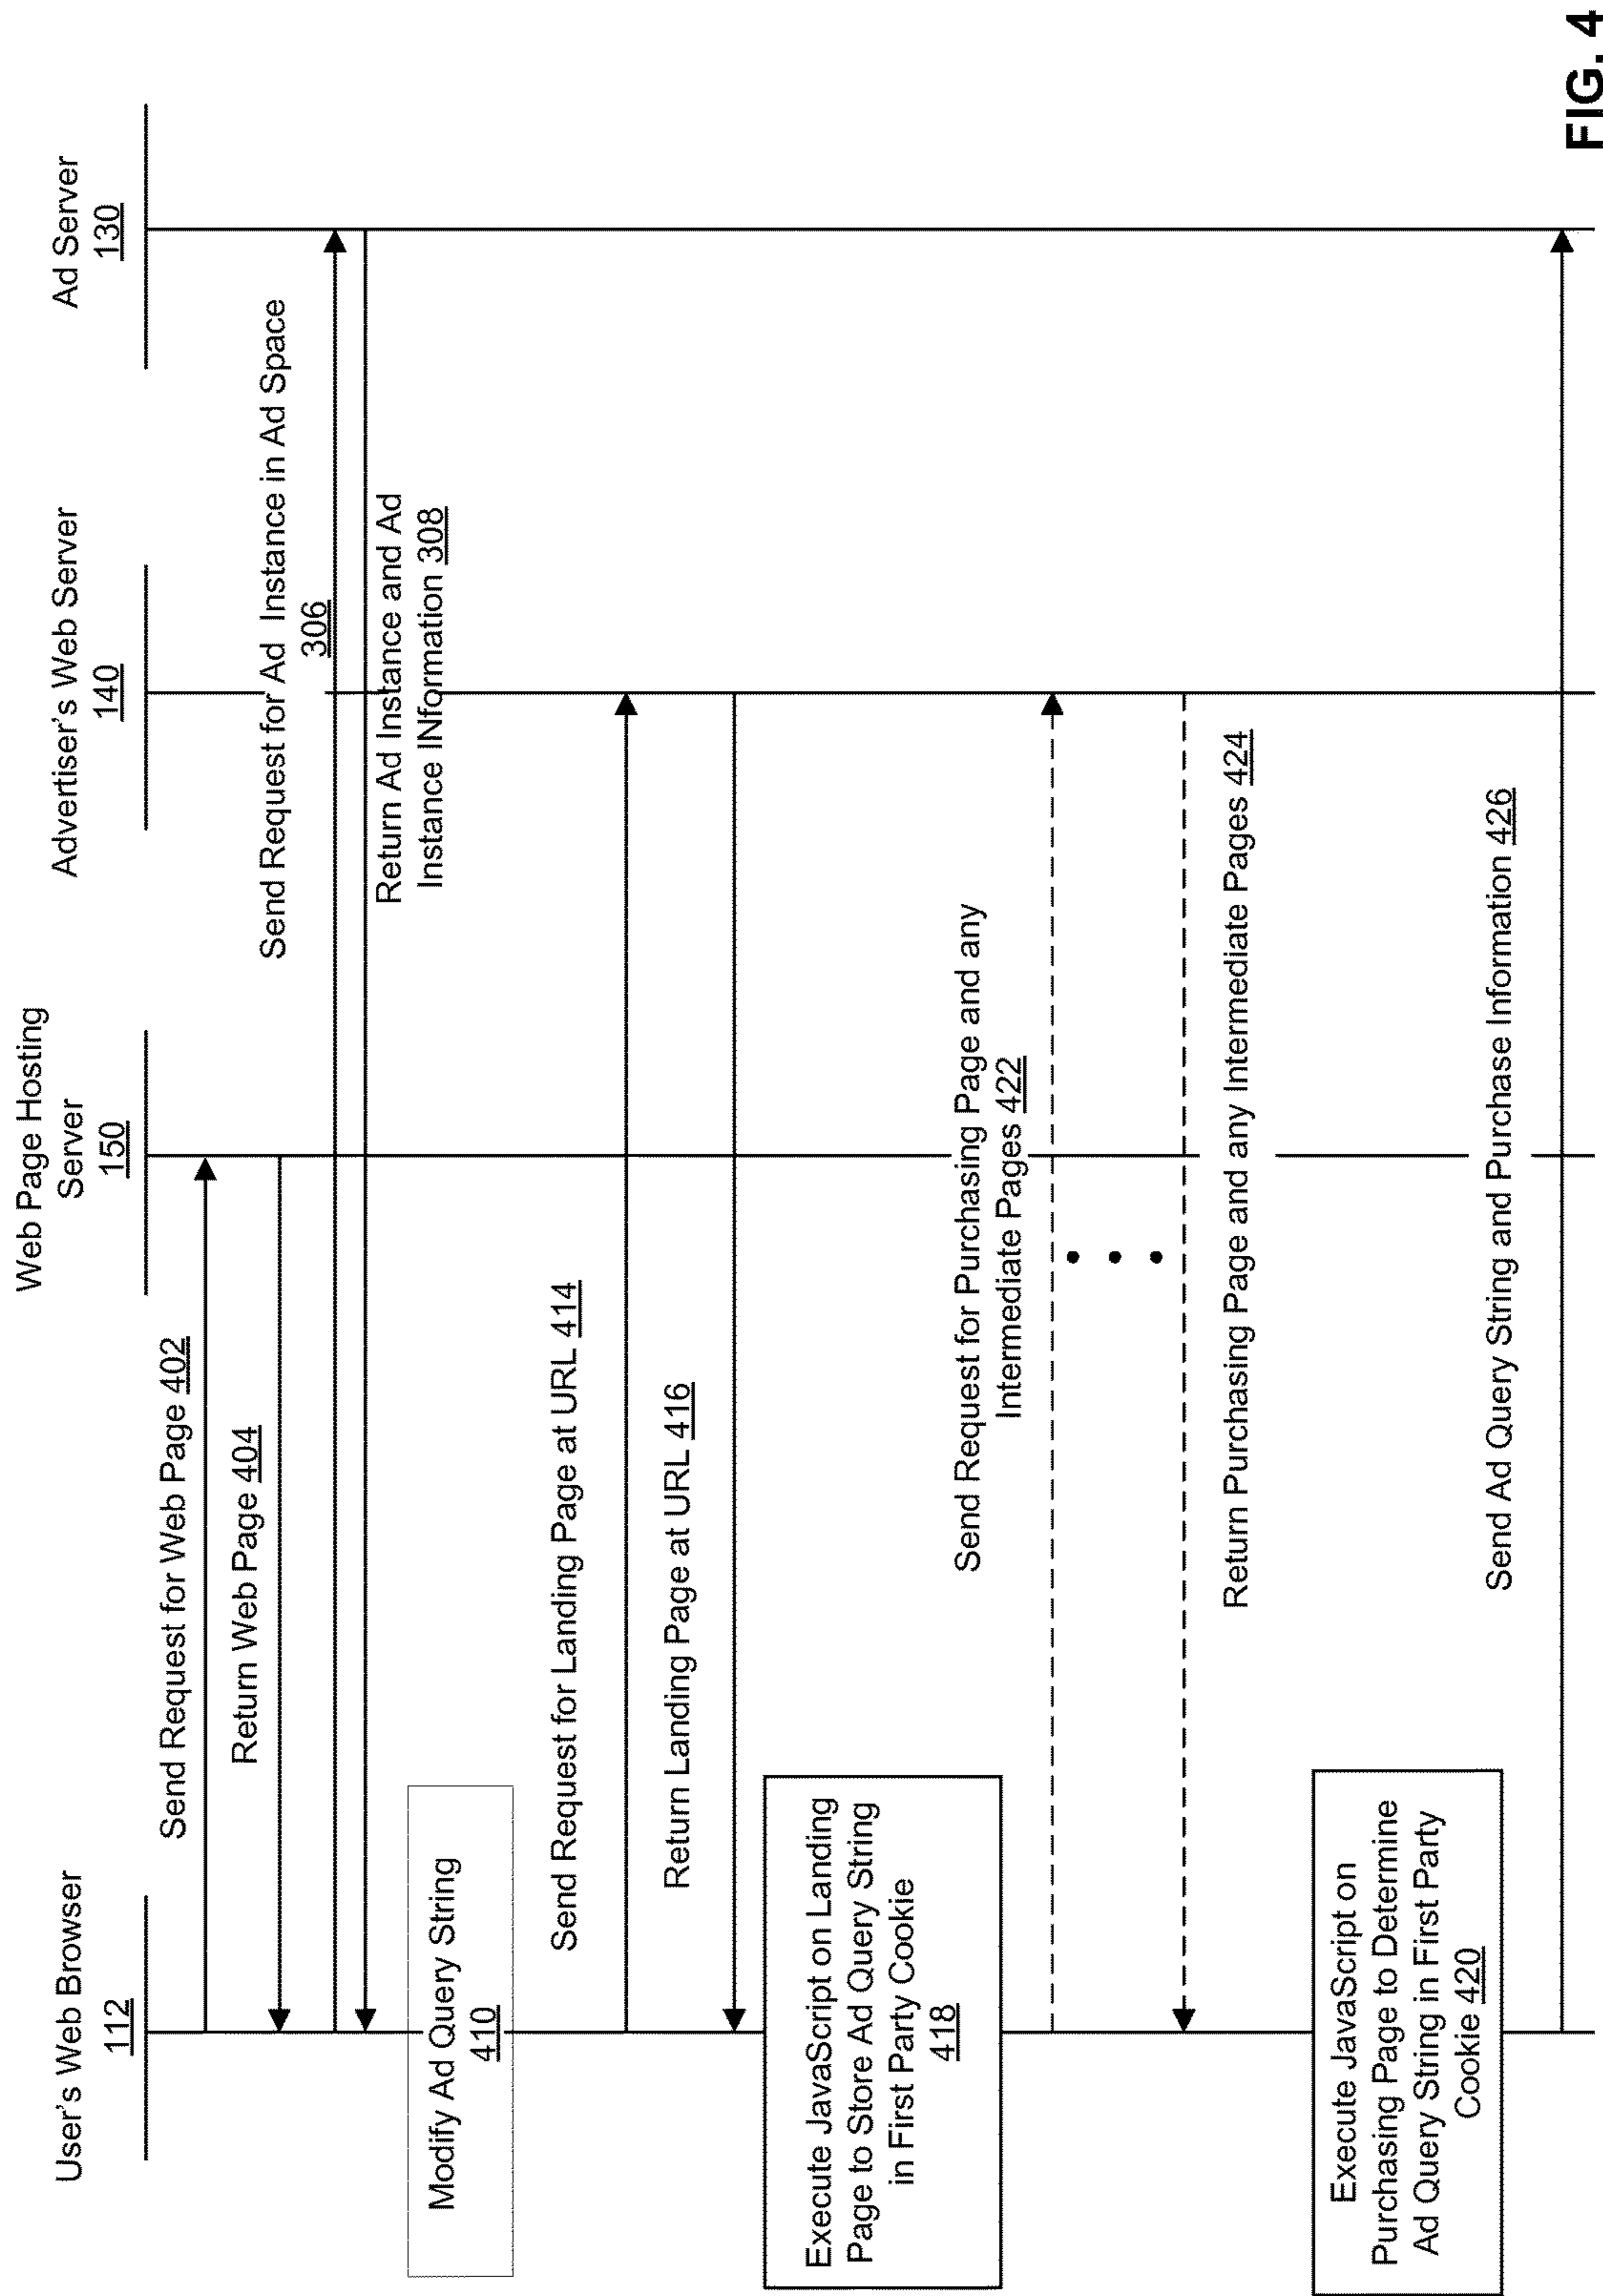 User's Web Browser
112
Web Page Hosting
Server
150
Advertiser's Web Server
140
Ad Server
130
Send Request for Web Page 402
Return Web Page 404
Send Request for Ad Instance in Ad Space
306
Return Ad Instance and Ad
Instance INformation 308
Modify Ad Query String
410
Send Request for Landing Page at URL 414
Return Landing Page at URL 416
Execute JavaScript on Landing
Page to Store Ad Query String
in First Party Cookie
418
Send Request for Purchasing Page and any
Intermediate Pages 422
Return Purchasing Page and any Intermediate Pages 424
Execute JavaScript on
Purchasing Page to Determine
Ad Query String in First Party
Cookie 420
Send Ad Query String and Purchase Information 426
FIG. 4